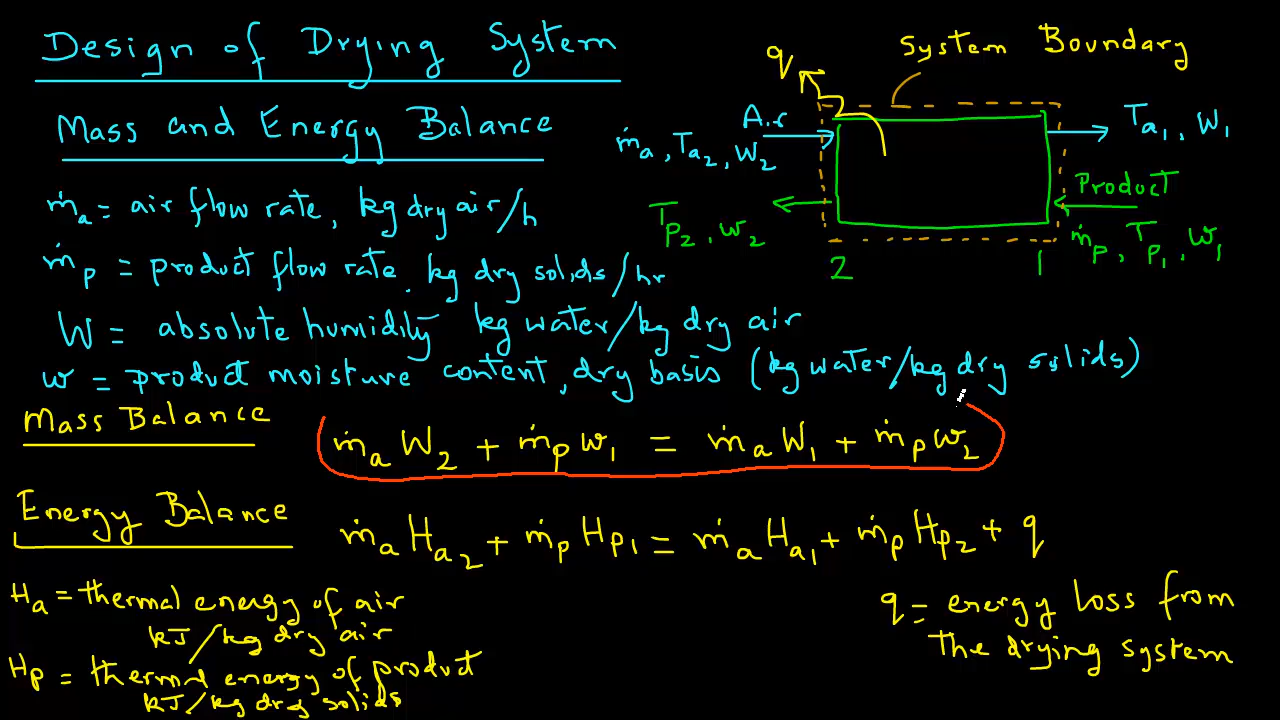 Design of Drying System
Mass and Energy Balance
ṁa = air flow rate, kg dry air/h
ṁp = product flow rate, kg dry solids/hr
W = absolute humidity kg water/kg dry air
w = product moisture content, dry basis (kg water/kg dry solids)
System Boundary
q
Air
ṁa, Ta2, W2
Ta1, W1
Product
ṁp, Tp1, w1
Tp2, w2
2
1
Mass Balance
ṁa W2 + ṁp w1 = ṁa W1 + ṁp w2
Energy Balance
ṁa Ha2 + ṁp Hp1 = ṁa Ha1 + ṁp Hp2 + q
Ha = thermal energy of air
kJ/kg dry air
Hp = thermal energy of product
kJ/kg dry solids
q = energy loss from
the drying system